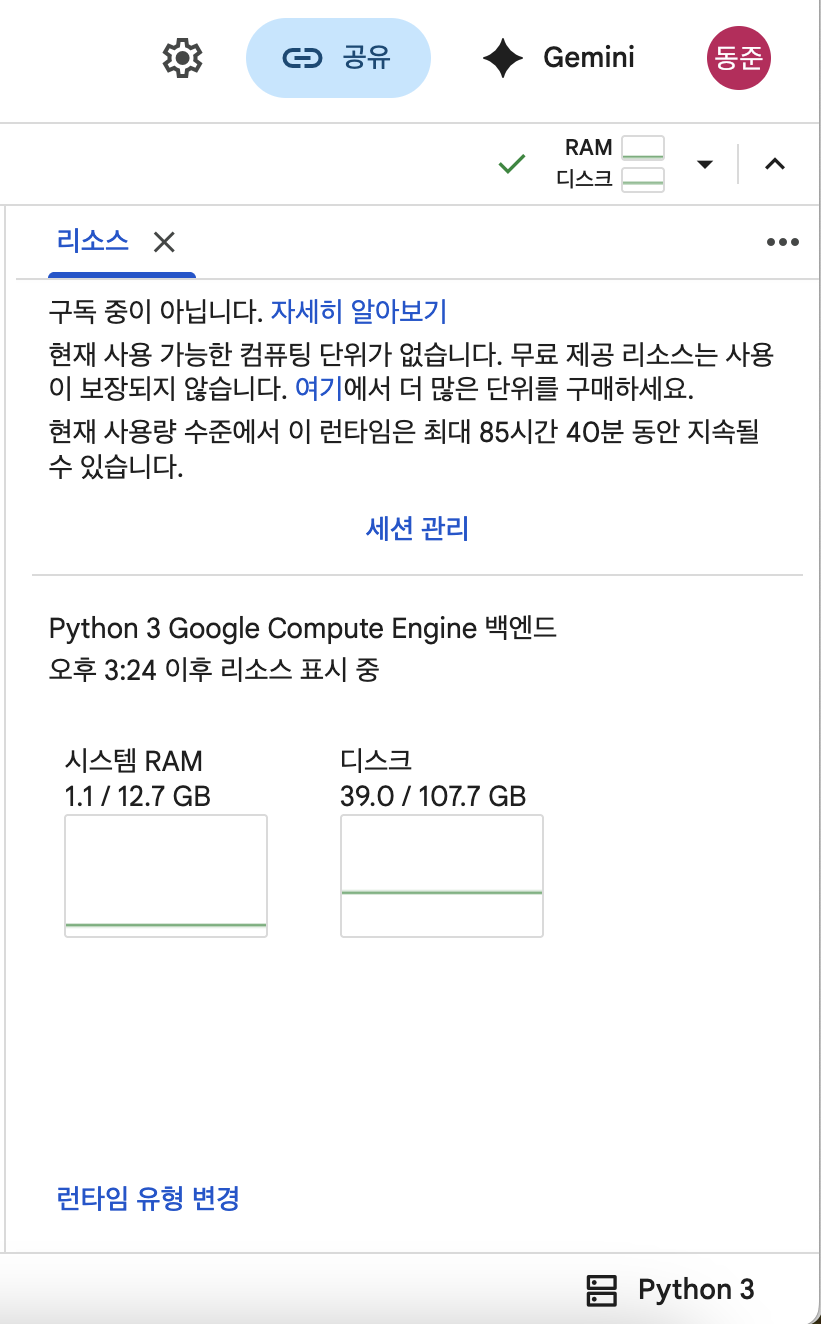 공유
Gemini
동준
RAM
디스크
리소스
구독 중이 아닙니다. 자세히 알아보기
현재 사용 가능한 컴퓨팅 단위가 없습니다. 무료 제공 리소스는 사용
이 보장되지 않습니다. 여기에서 더 많은 단위를 구매하세요.
현재 사용량 수준에서 이 런타임은 최대 85시간 40분 동안 지속될
수 있습니다.
세션 관리
Python 3 Google Compute Engine 백엔드
오후 3:24 이후 리소스 표시 중
시스템 RAM
1.1 / 12.7 GB
디스크
39.0 / 107.7 GB
런타임 유형 변경
Python 3